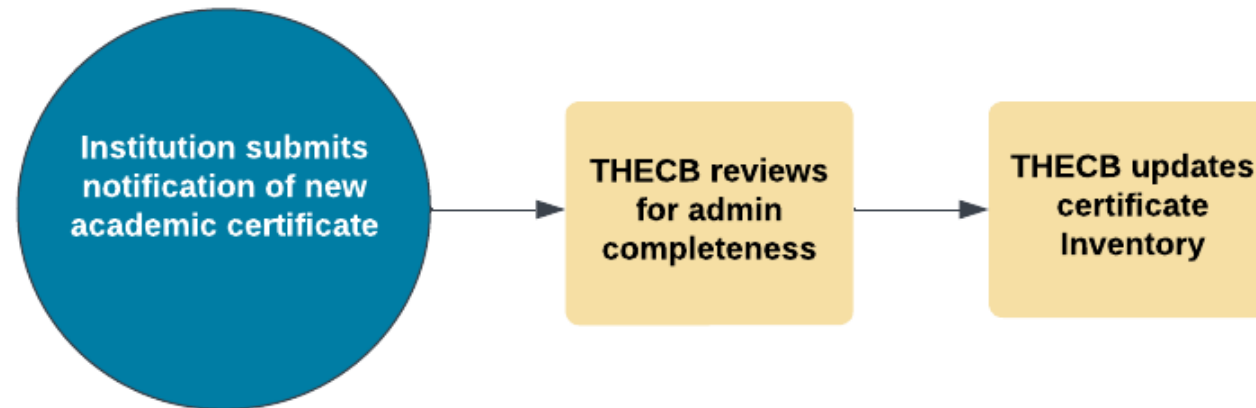 Institution submits
notification of new
academic certificate
THECB reviews
for admin
completeness
THECB updates
certificate
Inventory